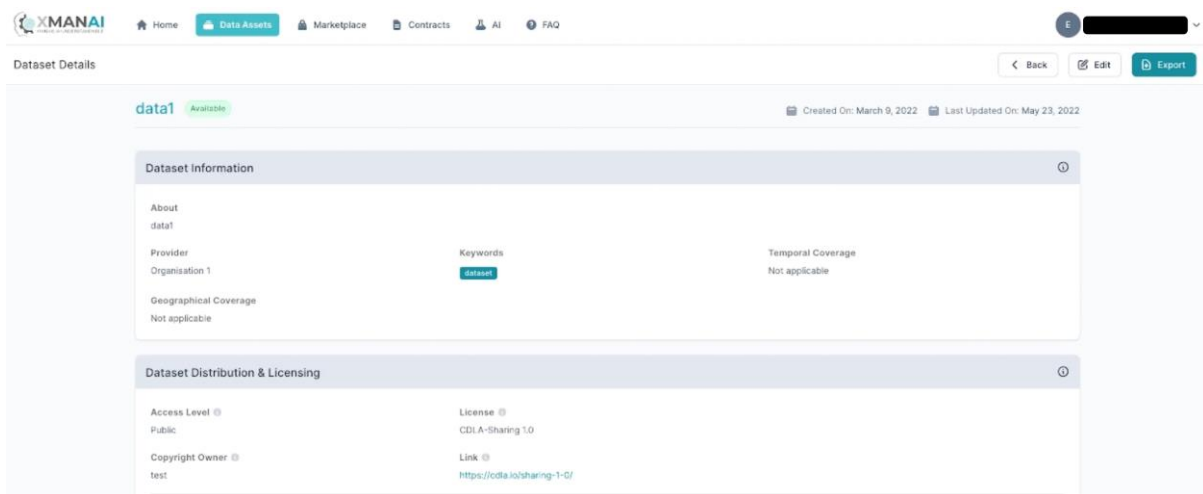 XMANAI
Home Data Assets Marketplace Contracts AI FAQ E
Dataset Details Back Edit Export
data1 Available Created On: March 9, 2022 Last Updated On: May 23, 2022
Dataset Information
About
data1
Provider Keywords Temporal Coverage
Organisation 1 dataset Not applicable
Geographical Coverage
Not applicable
Dataset Distribution & Licensing
Access Level License
Public CDLA-Sharing 1.0
Copyright Owner Link
test https://cdla.io/sharing-1-0/